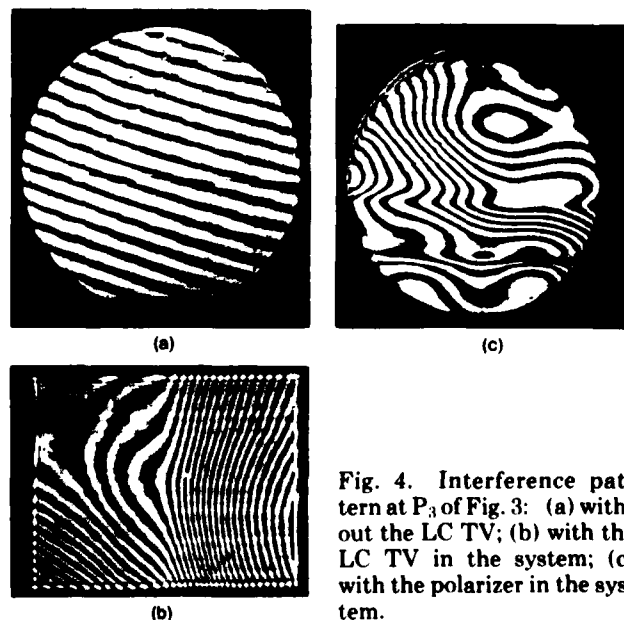 (a)
(c)
(b)
Fig. 4. Interference pat
tern at P₃ of Fig. 3: (a) with
out the LC TV; (b) with th
LC TV in the system; (c
with the polarizer in the sys
tem.